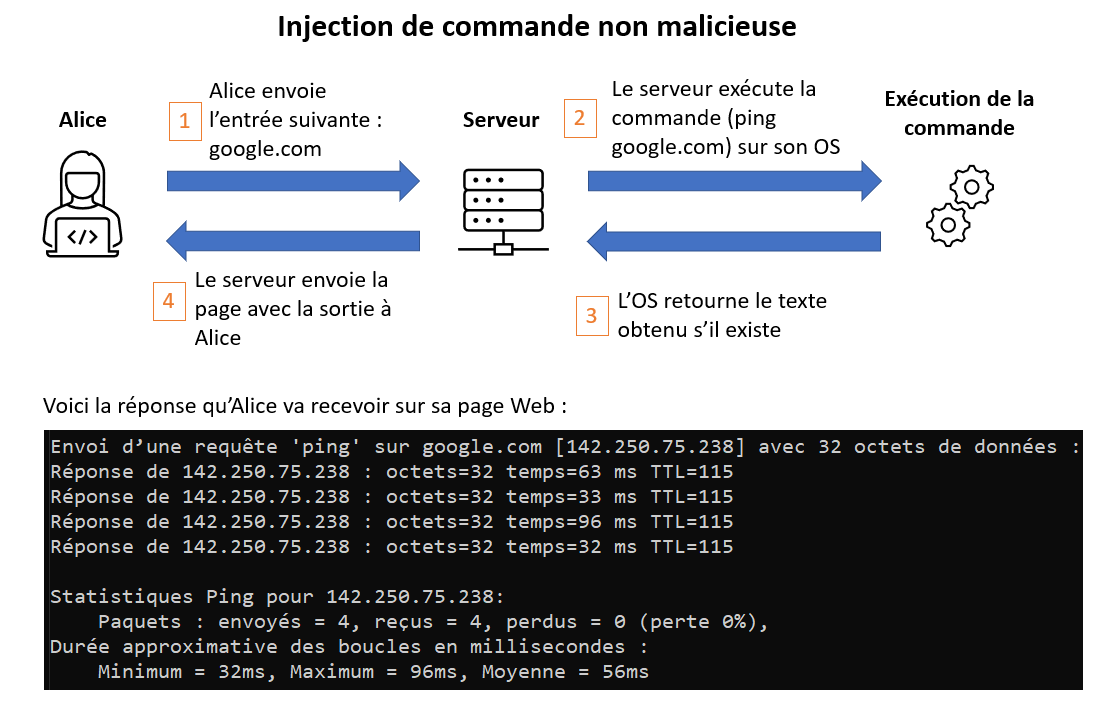 Injection de commande non malicieuse
Alice
1
Alice envoie
l’entrée suivante :
google.com
Serveur
2
Le serveur exécute la
commande (ping
google.com) sur son OS
Exécution de la
commande
</>
4
Le serveur envoie la
page avec la sortie à
Alice
3
L’OS retourne le texte
obtenu s’il existe
Voici la réponse qu’Alice va recevoir sur sa page Web :
Envoi d’une requête 'ping' sur google.com [142.250.75.238] avec 32 octets de données :
Réponse de 142.250.75.238 : octets=32 temps=63 ms TTL=115
Réponse de 142.250.75.238 : octets=32 temps=33 ms TTL=115
Réponse de 142.250.75.238 : octets=32 temps=96 ms TTL=115
Réponse de 142.250.75.238 : octets=32 temps=32 ms TTL=115
Statistiques Ping pour 142.250.75.238:
Paquets : envoyés = 4, reçus = 4, perdus = 0 (perte 0%),
Durée approximative des boucles en millisecondes :
Minimum = 32ms, Maximum = 96ms, Moyenne = 56ms